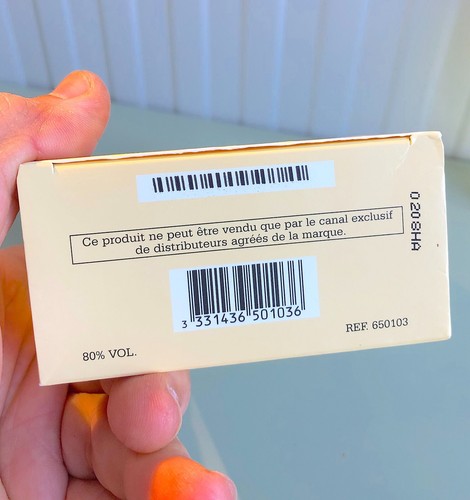 Ce produit ne peut être vendu que par le canal exclusif
de distributeurs agréés de la marque.
0208HA
3 331436 501036
80% VOL.
REF. 650103